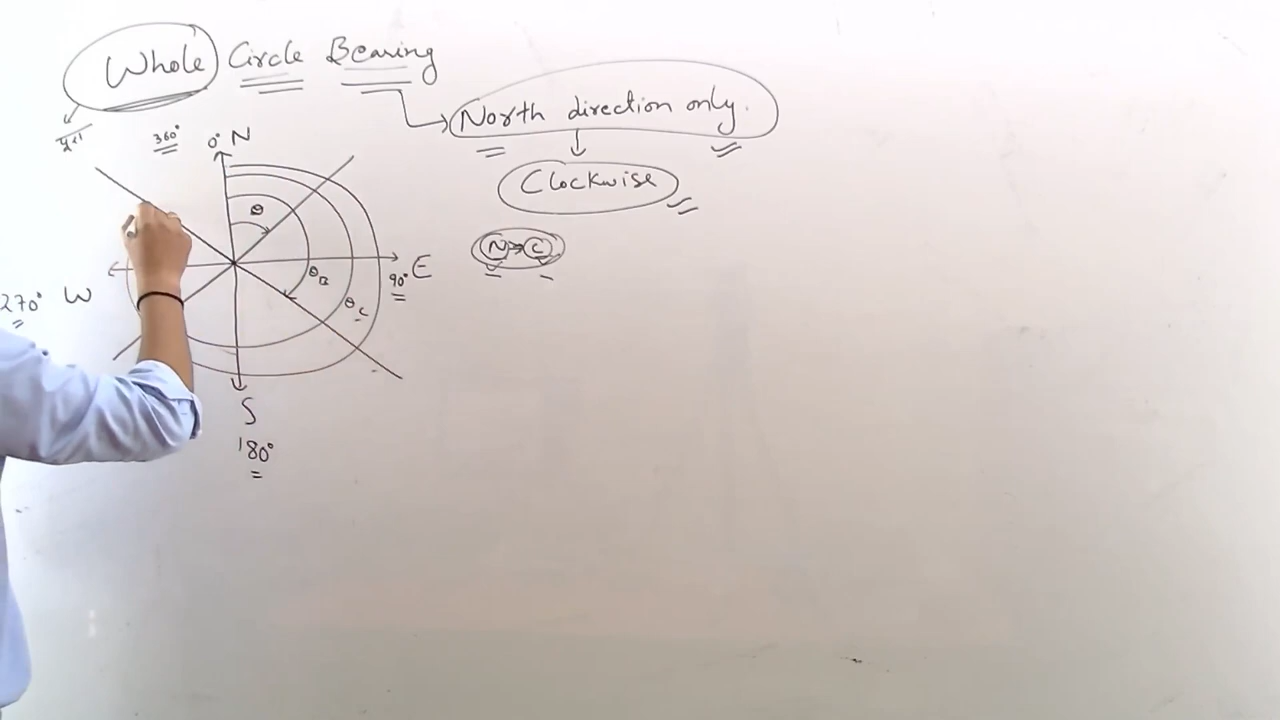 Whole Circle Bearing
North direction only.
Clockwise
N → C
360°
0° N
θ
θB
θC
90° E
270° W
S
180°